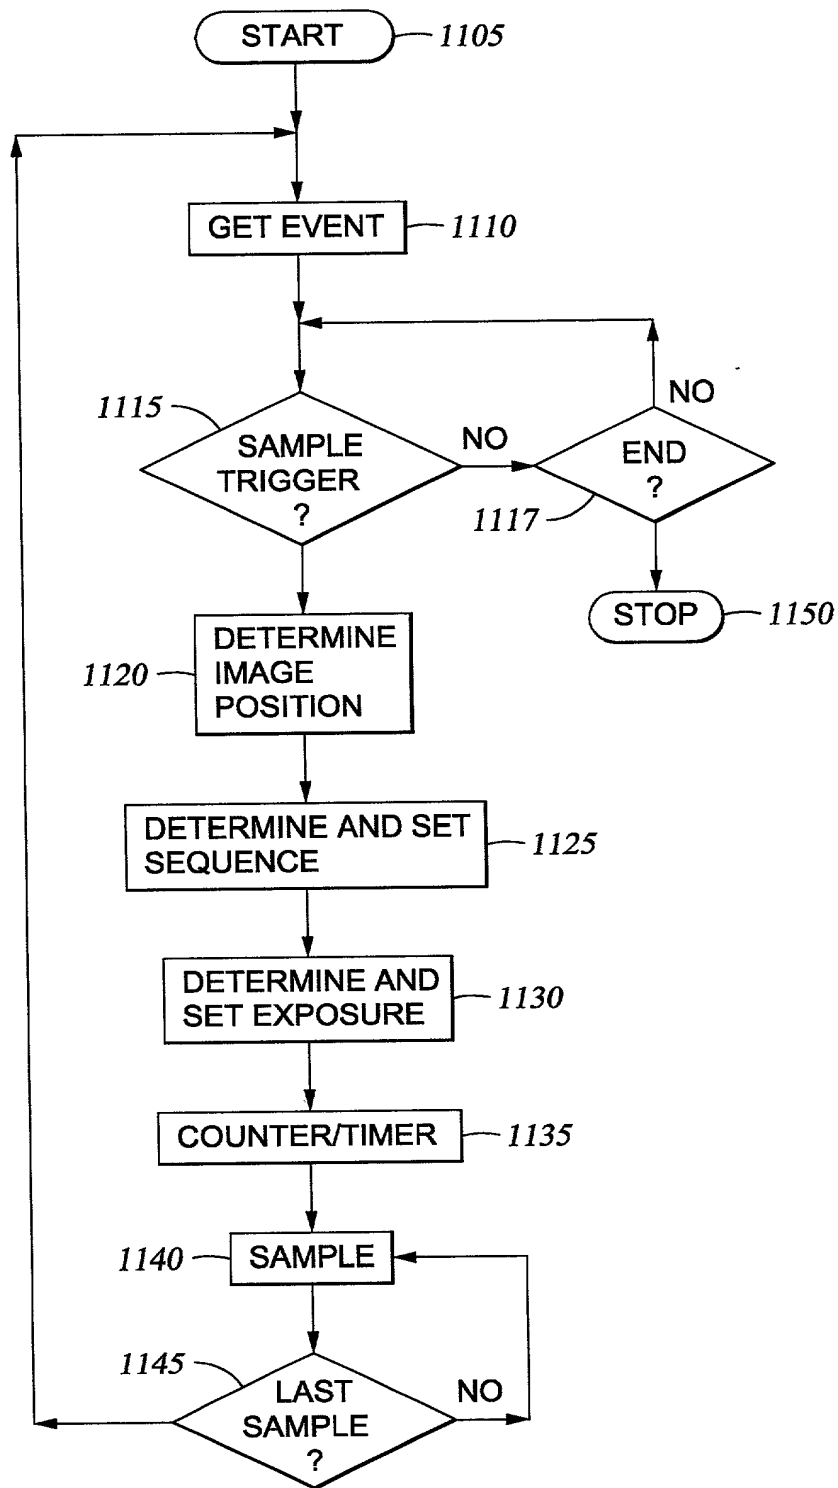 START
1105
GET EVENT
1110
1115
SAMPLE
TRIGGER
?
NO
NO
END
?
1117
STOP
1150
1120
DETERMINE
IMAGE
POSITION
DETERMINE AND SET
SEQUENCE
1125
DETERMINE AND
SET EXPOSURE
1130
COUNTER/TIMER
1135
1140
SAMPLE
1145
LAST
SAMPLE
?
NO